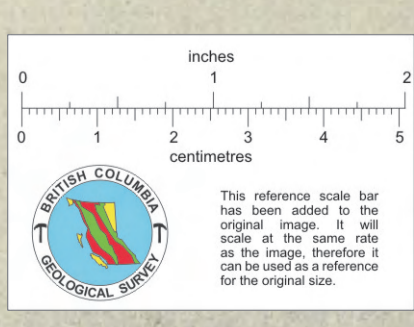 inches
0 1 2
0 1 2 3 4 5
centimetres
BRITISH COLUMBIA
GEOLOGICAL SURVEY
This reference scale bar
has been added to the
original image. It will
scale at the same rate
as the image, therefore it
can be used as a reference
for the original size.